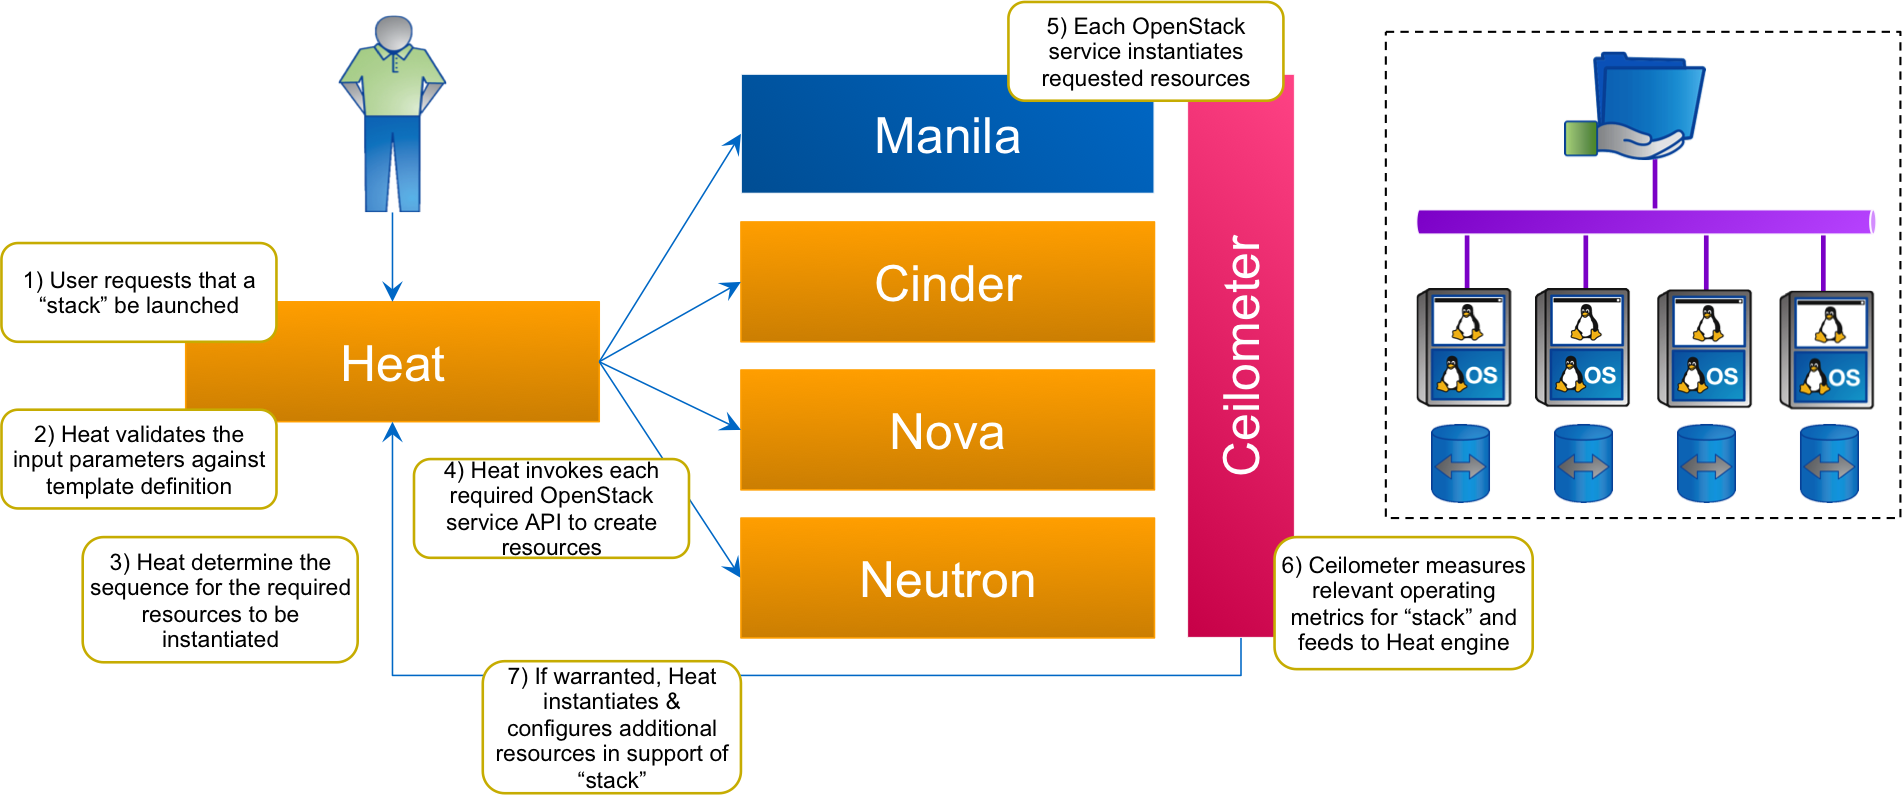 1) User requests that a
“stack” be launched
Heat
2) Heat validates the
input parameters against
template definition
3) Heat determine the
sequence for the required
resources to be
instantiated
4) Heat invokes each
required OpenStack
service API to create
resources
5) Each OpenStack
service instantiates
requested resources
Manila
Cinder
Nova
Neutron
Ceilometer
6) Ceilometer measures
relevant operating
metrics for “stack” and
feeds to Heat engine
7) If warranted, Heat
instantiates &
configures additional
resources in support of
“stack”
OS
OS
OS
OS